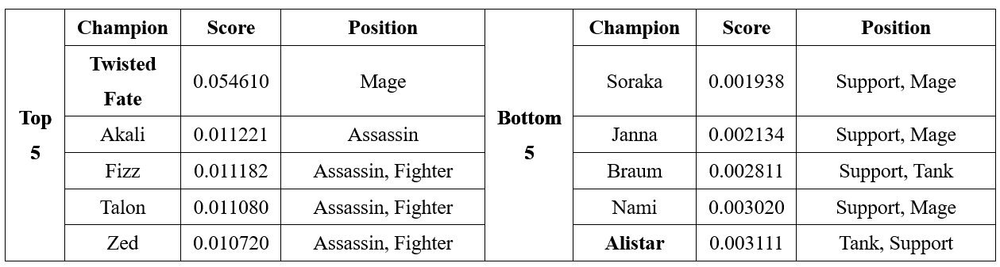 Champion Score Position Champion Score Position
Twisted
Fate 0.054610 Mage Soraka 0.001938 Support, Mage
Top
5
Bottom
5
Akali 0.011221 Assassin Janna 0.002134 Support, Mage
Fizz 0.011182 Assassin, Fighter Braum 0.002811 Support, Tank
Talon 0.011080 Assassin, Fighter Nami 0.003020 Support, Mage
Zed 0.010720 Assassin, Fighter Alistar 0.003111 Tank, Support